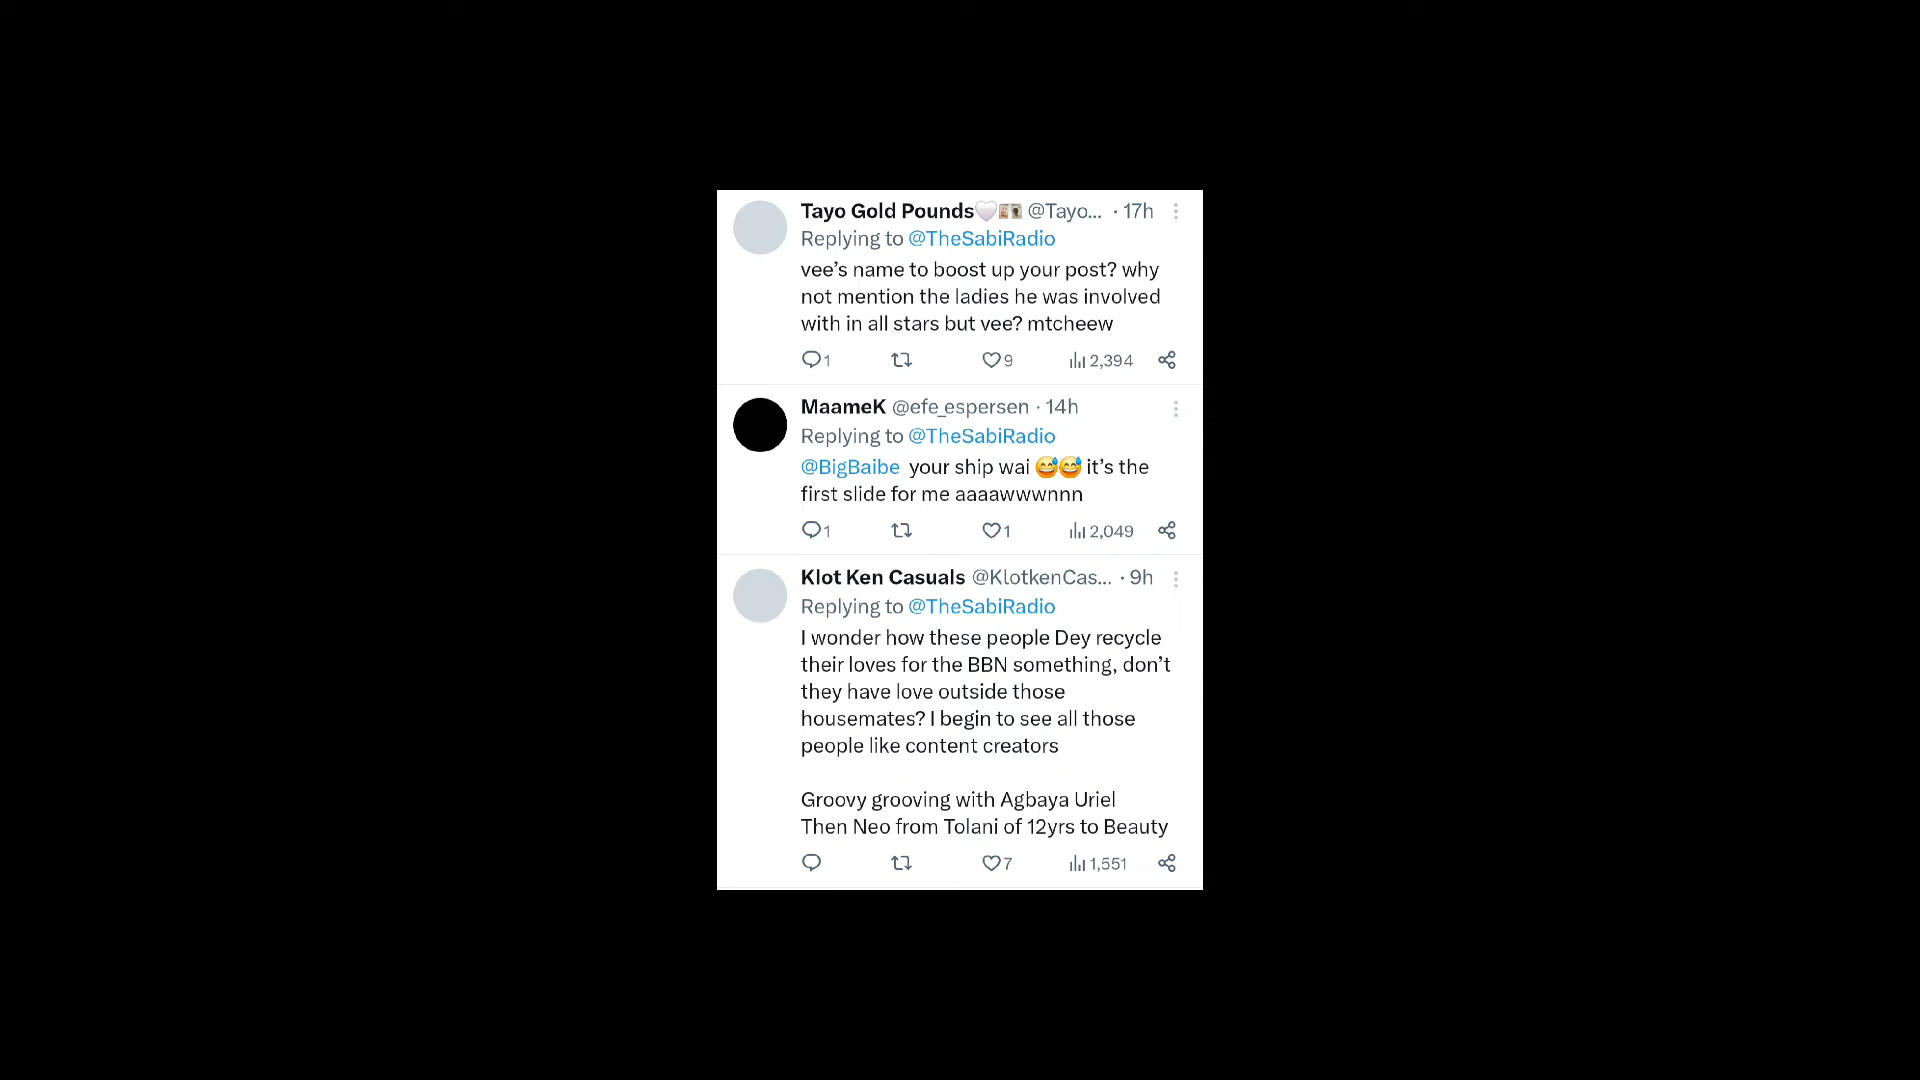 Tayo Gold Pounds🤍 @Tayo... · 17h
Replying to @TheSabiRadio
vee’s name to boost up your post? why
not mention the ladies he was involved
with in all stars but vee? mtcheew
1 9 2,394
MaameK @efe_espersen · 14h
Replying to @TheSabiRadio
@BigBaibe your ship wai 😅😅 it’s the
first slide for me aaaawwwnnn
1 1 2,049
Klot Ken Casuals @KlotkenCas... · 9h
Replying to @TheSabiRadio
I wonder how these people Dey recycle
their loves for the BBN something, don’t
they have love outside those
housemates? I begin to see all those
people like content creators
Groovy grooving with Agbaya Uriel
Then Neo from Tolani of 12yrs to Beauty
7 1,551